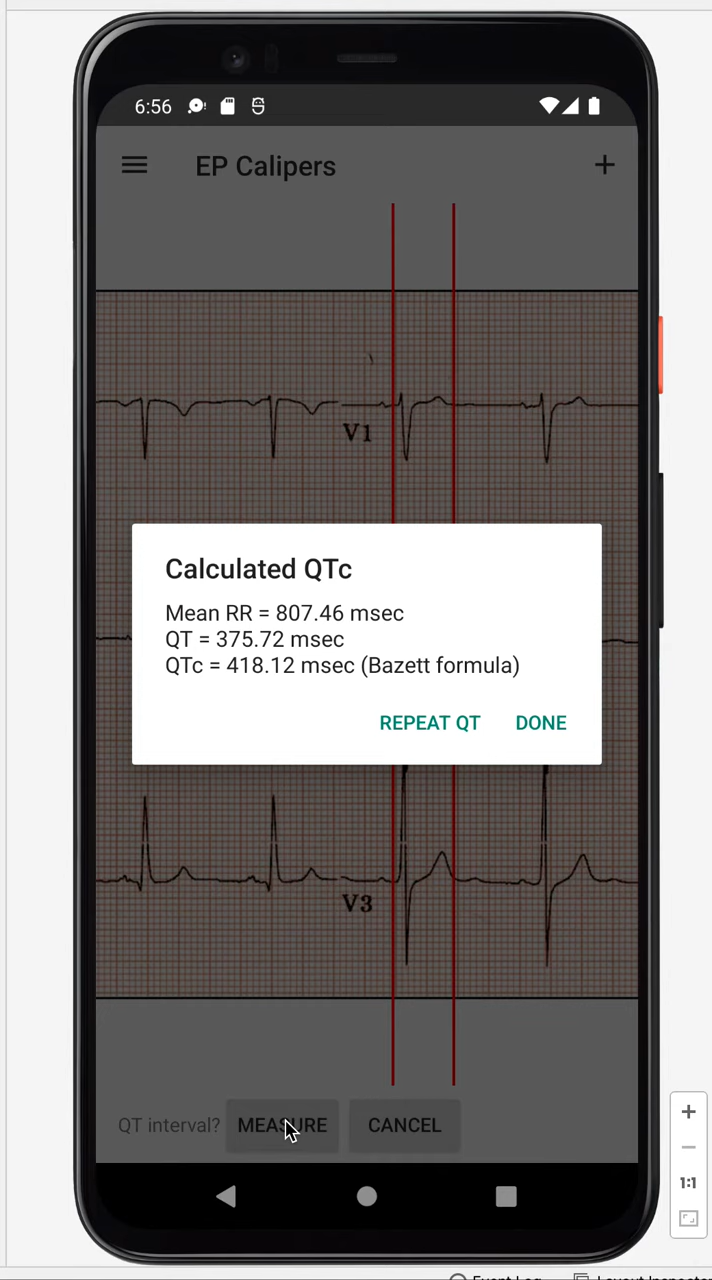 6:56
EP Calipers
V1
Calculated QTc
Mean RR = 807.46 msec
QT = 375.72 msec
QTc = 418.12 msec (Bazett formula)
REPEAT QT DONE
V3
QT interval? MEASURE CANCEL
1:1